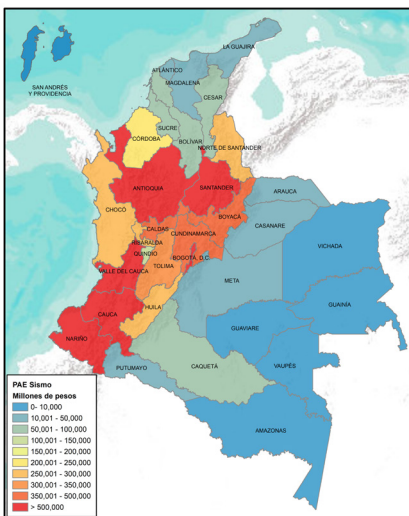 LA GUAJIRA
SAN ANDRÉS
Y PROVIDENCIA
ATLÁNTICO
MAGDALENA
CESAR
SUCRE
CÓRDOBA
BOLÍVAR
NORTE DE SANTANDER
ANTIOQUIA
SANTANDER
ARAUCA
CHOCÓ
BOYACÁ
CALDAS
CUNDINAMARCA
CASANARE
RISARALDA
VICHADA
QUINDÍO
BOGOTÁ, D.C.
VALLE DEL CAUCA
TOLIMA
META
GUAINÍA
HUILA
CAUCA
GUAVIARE
NARIÑO
CAQUETÁ
VAUPÉS
PUTUMAYO
AMAZONAS
PAE Sismo
Millones de pesos
0- 10,000
10,001 - 50,000
50,001 - 100,000
100,001 - 150,000
150,001 - 200,000
200,001 - 250,000
250,001 - 300,000
300,001 - 350,000
350,001 - 500,000
> 500,000